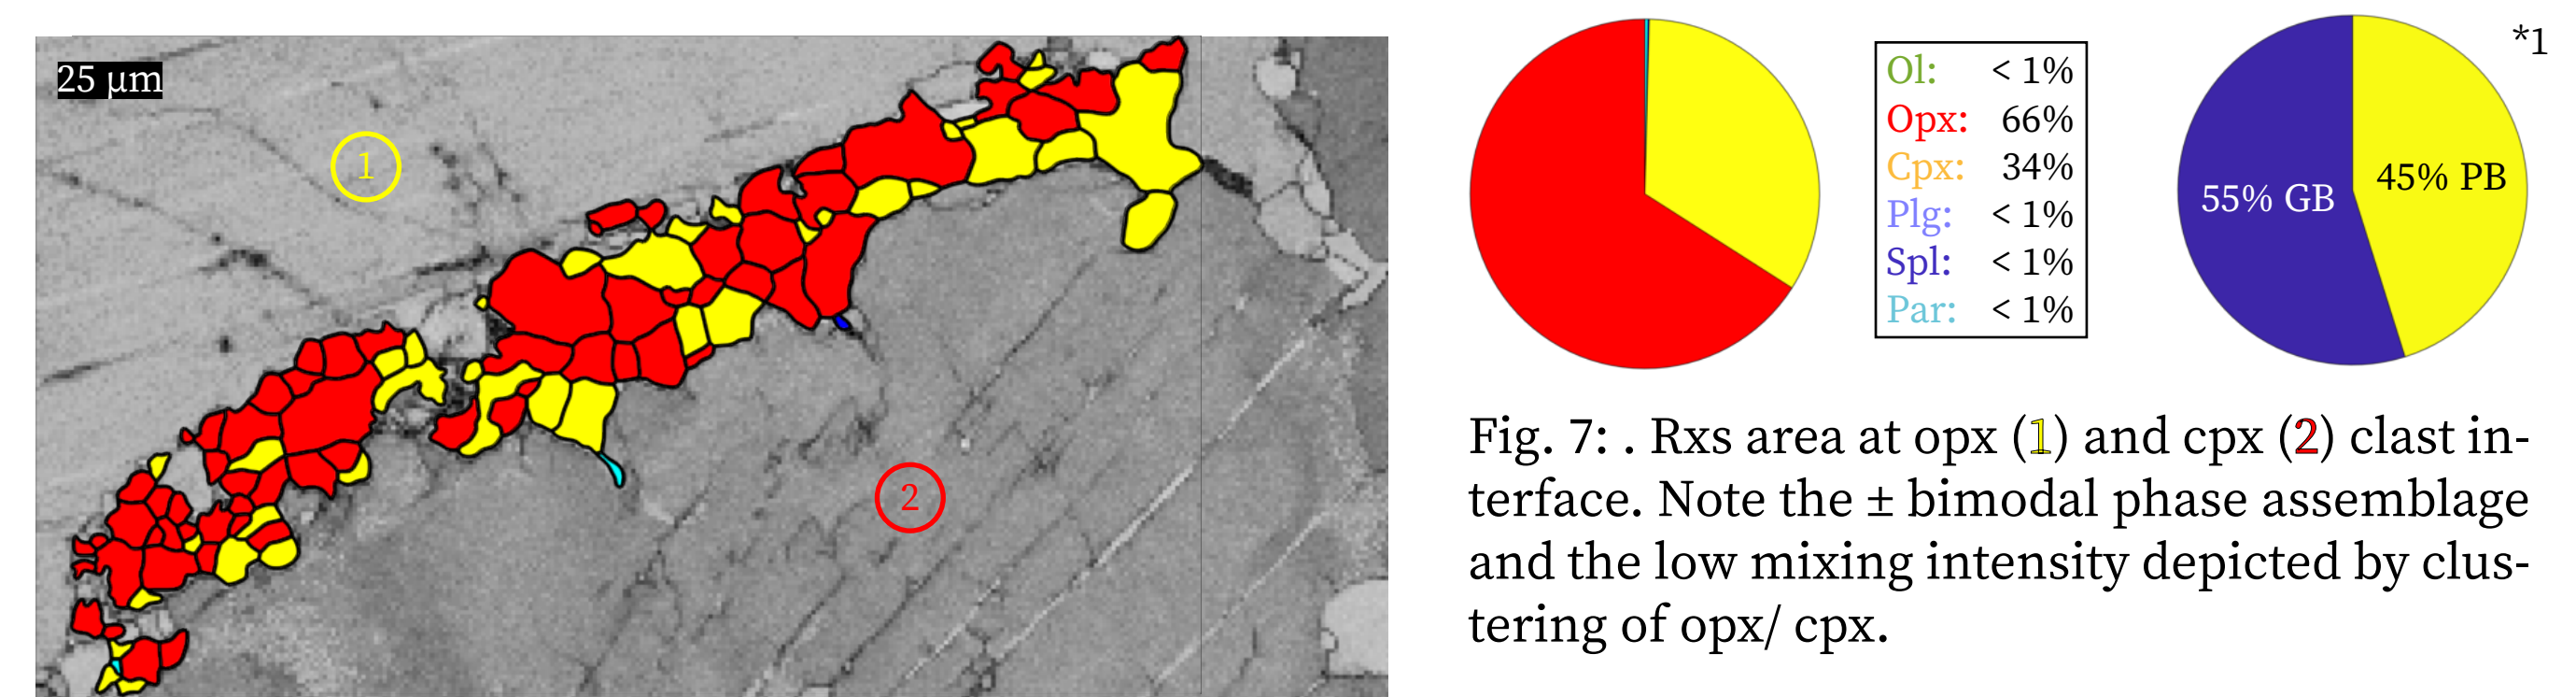 25 µm
1
2
Ol: < 1%
Opx: 66%
Cpx: 34%
Plg: < 1%
Spl: < 1%
Par: < 1%
55% GB
45% PB
*1
Fig. 7: . Rxs area at opx (1) and cpx (2) clast in-
terface. Note the ± bimodal phase assemblage
and the low mixing intensity depicted by clus-
tering of opx/ cpx.